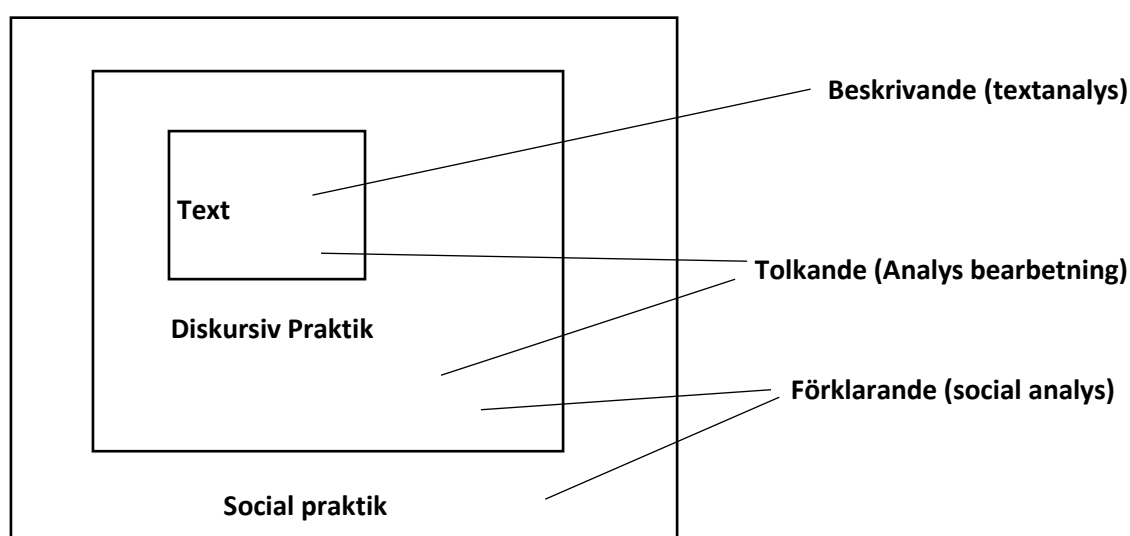 Beskrivande (textanalys)
Text
Tolkande (Analys bearbetning)
Diskursiv Praktik
Förklarande (social analys)
Social praktik